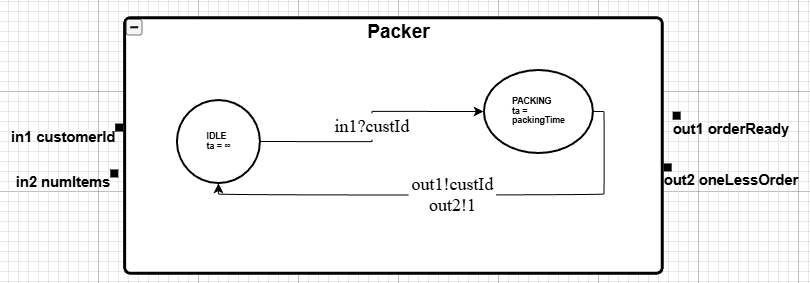 Packer
in1 customerId
in2 numItems
IDLE
ta = ∞
in1?custId
PACKING
ta =
packingTime
out1!custId
out2!1
out1 orderReady
out2 oneLessOrder